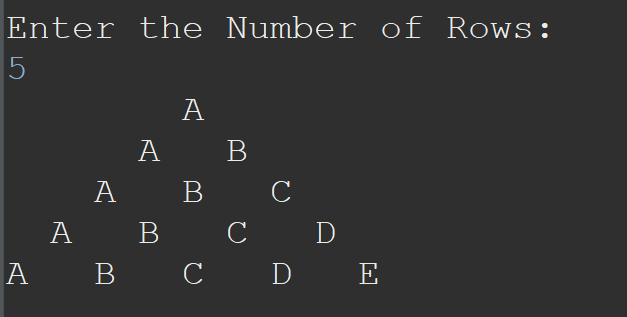 Enter the Number of Rows:
5
A
A B
A B C
A B C D
A B C D E